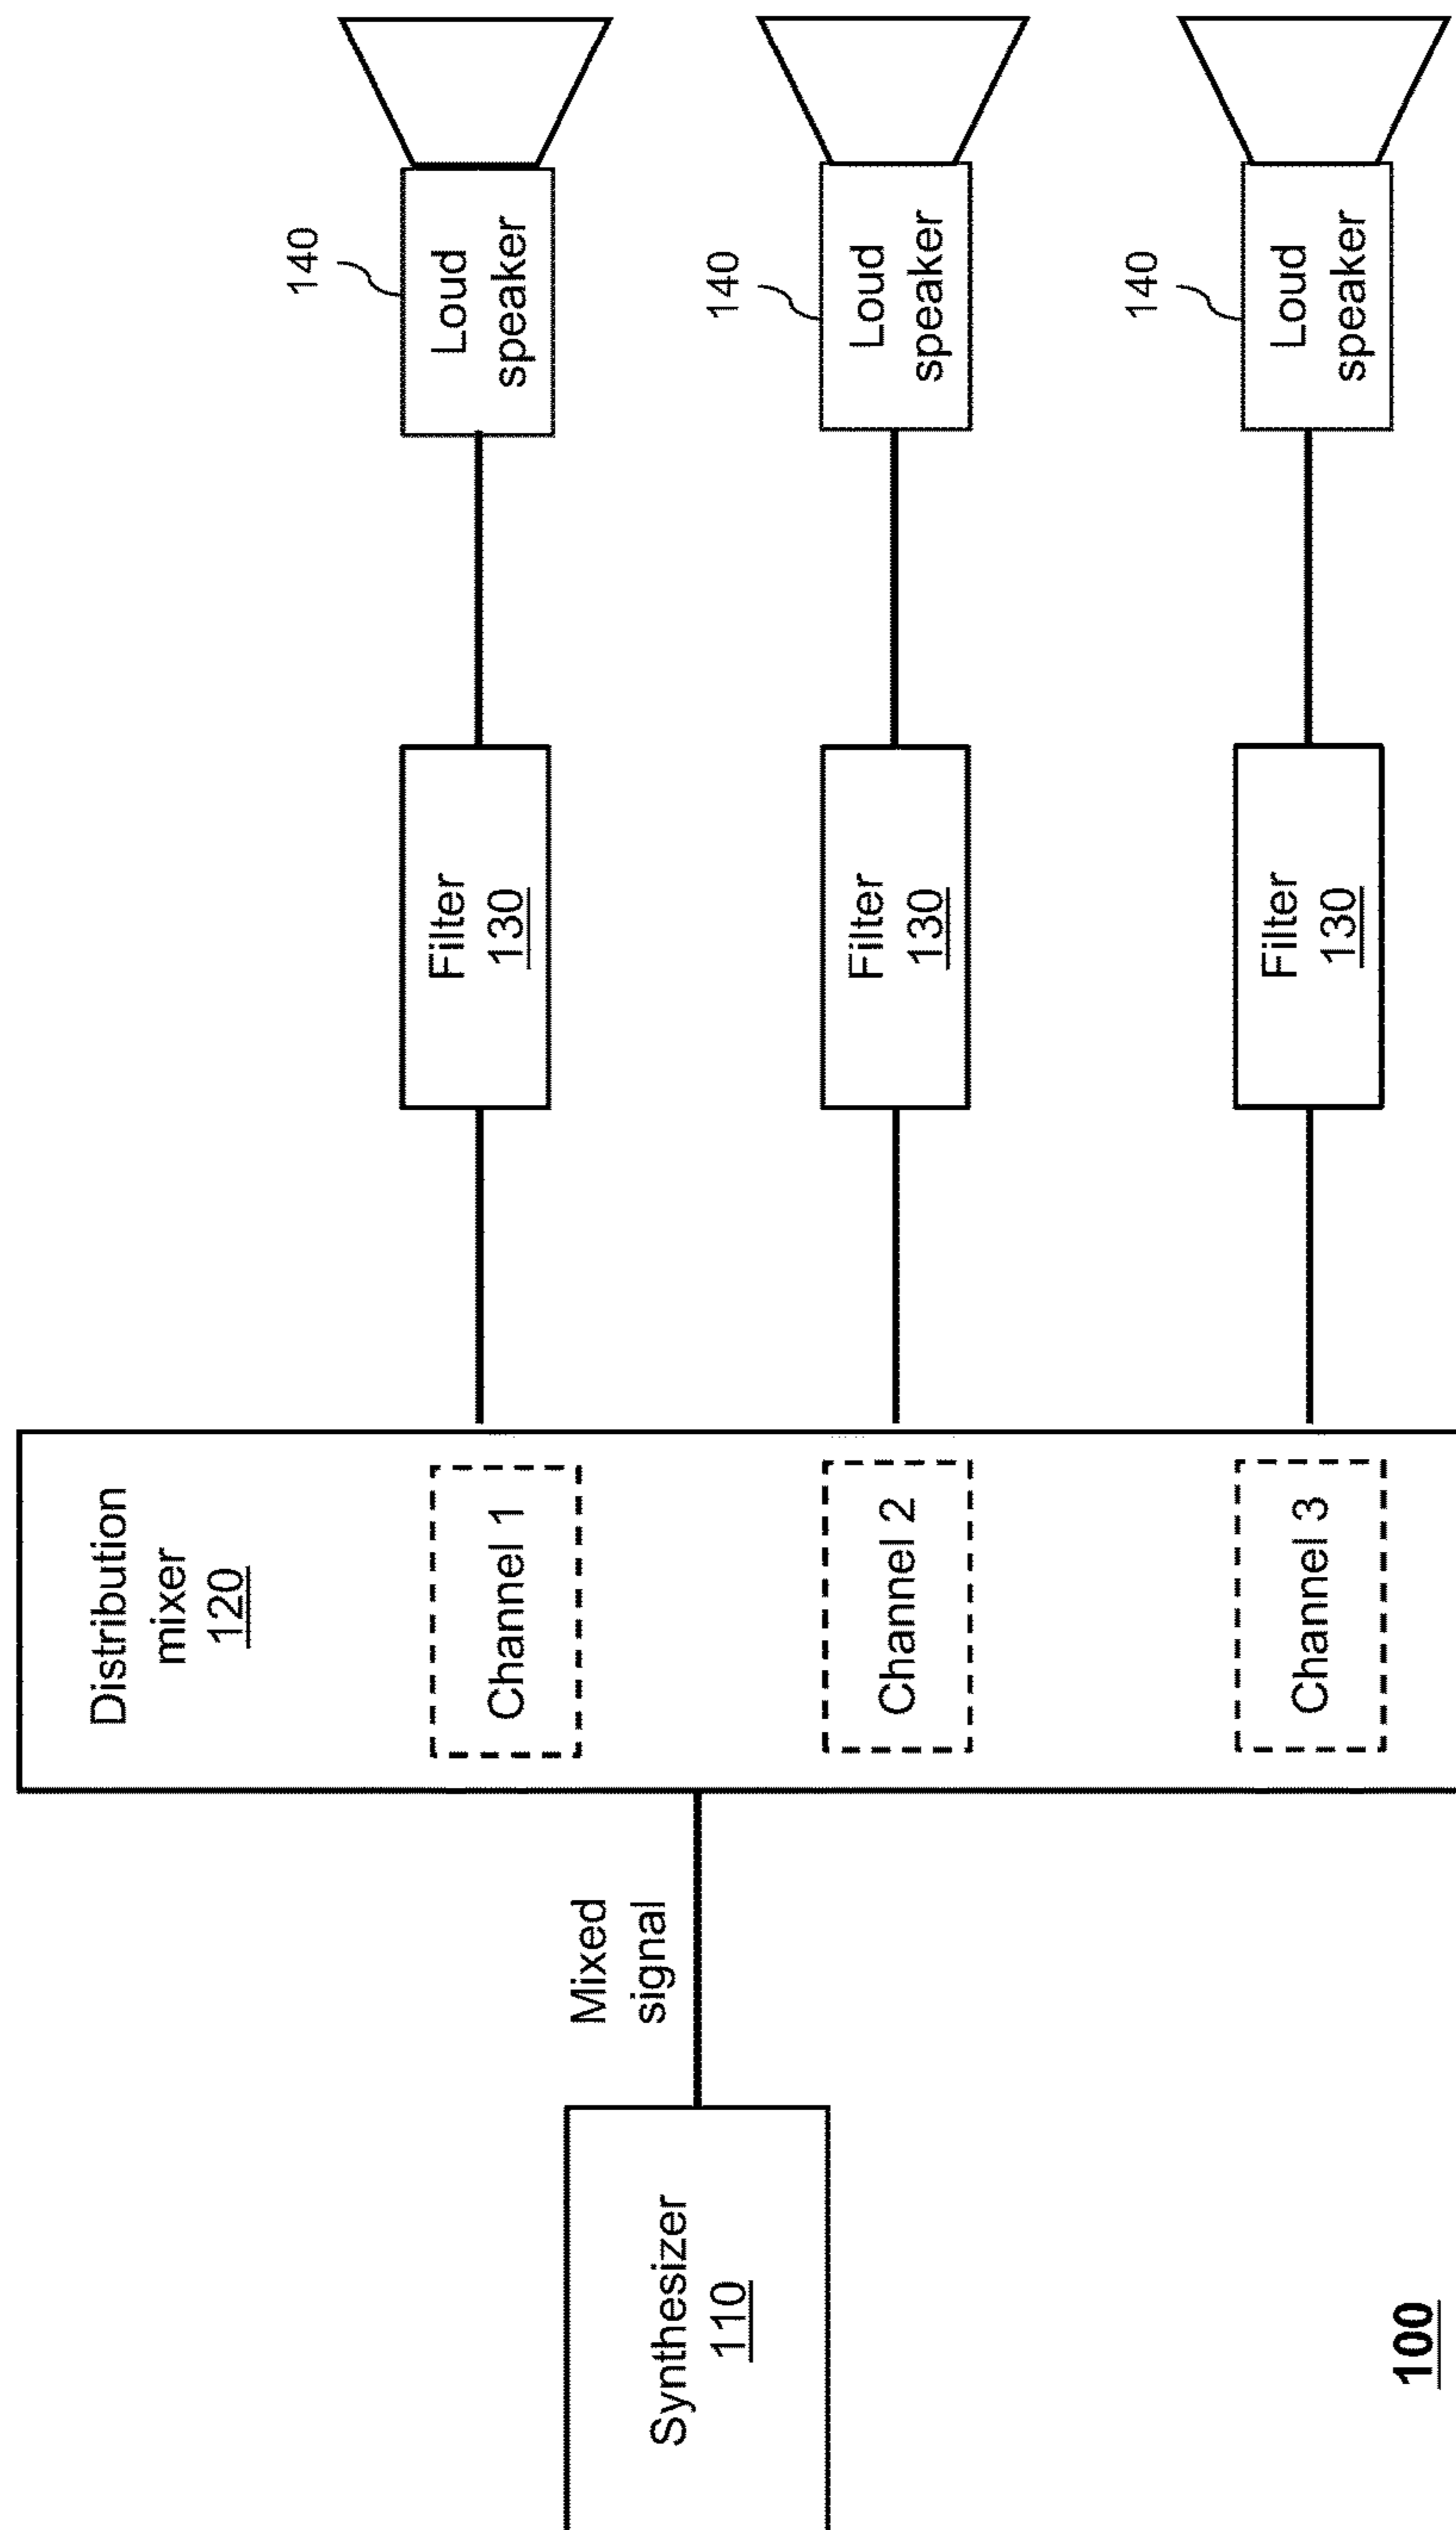 Synthesizer
110
Mixed
signal
Distribution
mixer
120
Channel 1
Channel 2
Channel 3
Filter
130
Filter
130
Filter
130
140
Loud
speaker
140
Loud
speaker
140
Loud
speaker
100